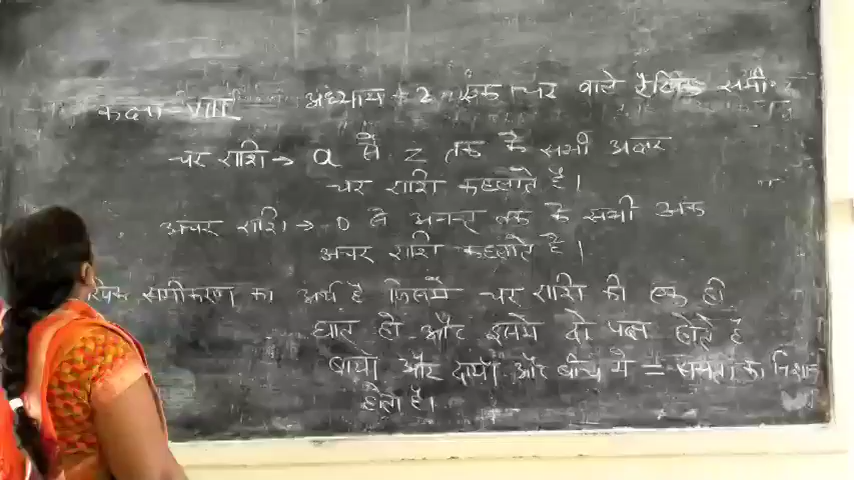 कक्षा-VIII अध्याय + 2 एक चर वाले रैखिक समी
चर राशि → a से z तक के सभी अक्षर
चर राशि कहलाते है।
अचर राशि → 0 से अनन्त तक के सभी अंक
अचर राशि कहलाते है।
समीकरण का अर्थ है जिसमें चर राशि की एक ही
घात हो और इसमे दो पक्ष होते है
बायाँ और दायाँ और बीच मे = समता का निशान
होता है।